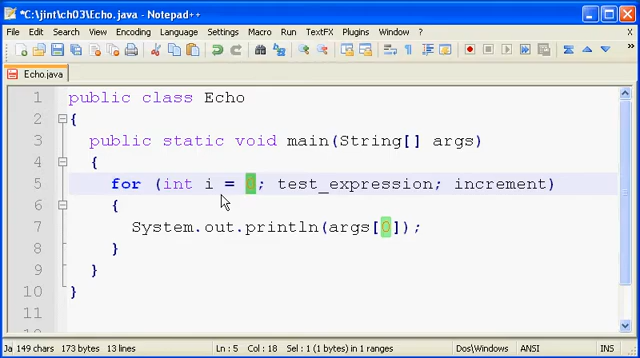 *C:\jint\ch03\Echo.java - Notepad++
File Edit Search View Encoding Language Settings Macro Run TextFX Plugins Window ?
Echo.java
1 public class Echo
2 {
3 public static void main(String[] args)
4 {
5 for (int i = 0; test_expression; increment)
6 {
7 System.out.println(args[0]);
8 }
9 }
10 }
Ja 149 chars 173 bytes 13 lines Ln : 5 Col : 18 Sel : 1 (1 bytes) in 1 ranges Dos\Windows ANSI INS